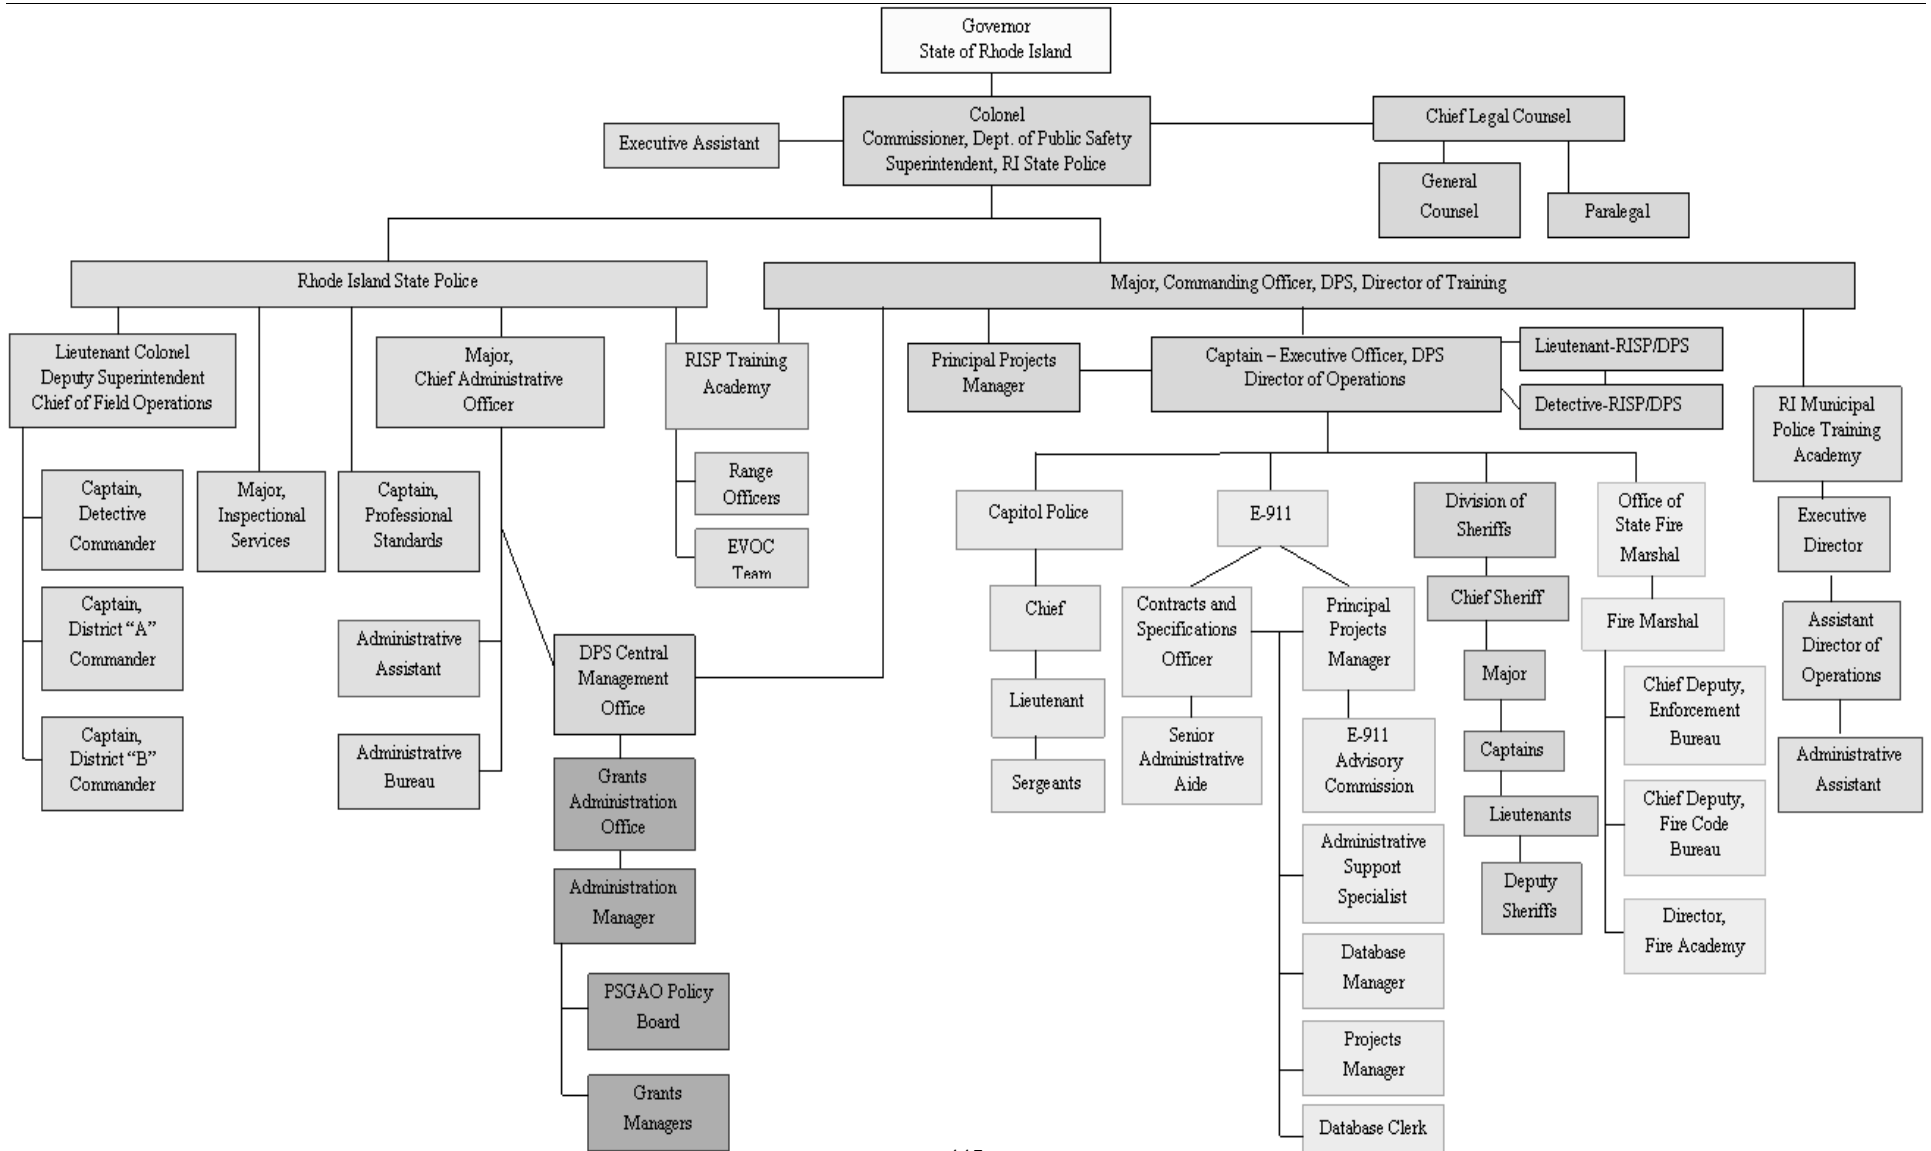 Governor
State of Rhode Island
Colonel
Commissioner, Dept. of Public Safety
Superintendent, RI State Police
Executive Assistant
Chief Legal Counsel
General
Counsel
Paralegal
Rhode Island State Police
Major, Commanding Officer, DPS, Director of Training
Lieutenant Colonel
Deputy Superintendent
Chief of Field Operations
Major,
Chief Administrative
Officer
RISP Training
Academy
Principal Projects
Manager
Captain – Executive Officer, DPS
Director of Operations
Lieutenant-RISP/DPS
Detective-RISP/DPS
RI Municipal
Police Training
Academy
Captain,
Detective
Commander
Major,
Inspectional
Services
Captain,
Professional
Standards
Range
Officers
EVOC
Team
Capitol Police
E-911
Division of
Sheriffs
Office of
State Fire
Marshal
Executive
Director
Captain,
District “A”
Commander
Administrative
Assistant
DPS Central
Management
Office
Chief
Contracts and
Specifications
Officer
Principal
Projects
Manager
Chief Sheriff
Fire Marshal
Assistant
Director of
Operations
Lieutenant
Major
Chief Deputy,
Enforcement
Bureau
Captain,
District “B”
Commander
Administrative
Bureau
Grants
Administration
Office
Sergeants
Senior
Administrative
Aide
E-911
Advisory
Commission
Captains
Administrative
Assistant
Lieutenants
Chief Deputy,
Fire Code
Bureau
Administration
Manager
Administrative
Support
Specialist
Deputy
Sheriffs
Director,
Fire Academy
PSGAO Policy
Board
Database
Manager
Projects
Manager
Grants
Managers
Database Clerk